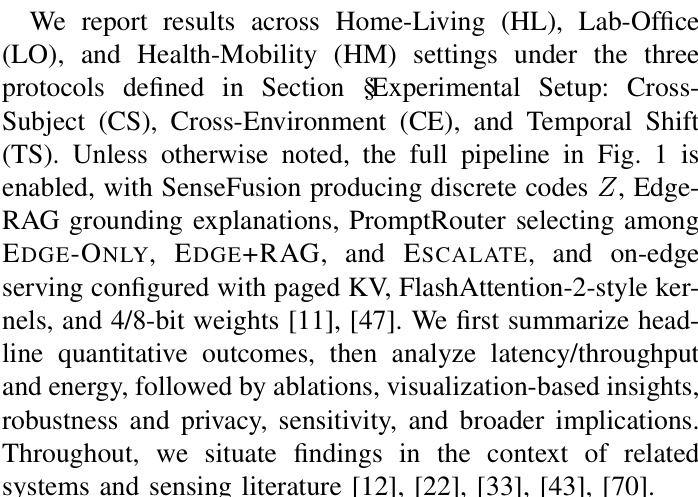 We report results across Home-Living (HL), Lab-Office
(LO), and Health-Mobility (HM) settings under the three
protocols defined in Section §Experimental Setup: Cross-
Subject (CS), Cross-Environment (CE), and Temporal Shift
(TS). Unless otherwise noted, the full pipeline in Fig. 1 is
enabled, with SenseFusion producing discrete codes Z, Edge-
RAG grounding explanations, PromptRouter selecting among
EDGE-ONLY, EDGE+RAG, and ESCALATE, and on-edge
serving configured with paged KV, FlashAttention-2-style ker-
nels, and 4/8-bit weights [11], [47]. We first summarize head-
line quantitative outcomes, then analyze latency/throughput
and energy, followed by ablations, visualization-based insights,
robustness and privacy, sensitivity, and broader implications.
Throughout, we situate findings in the context of related
systems and sensing literature [12], [22], [33], [43], [70].